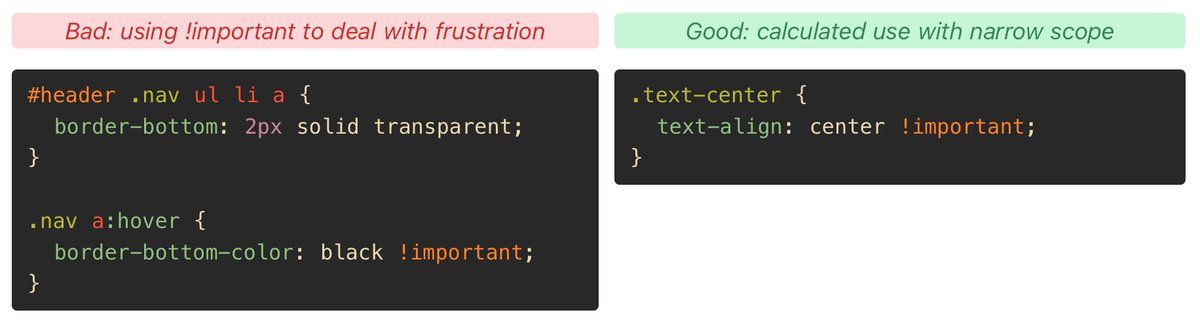 Bad: using !important to deal with frustration
#header .nav ul li a {
  border-bottom: 2px solid transparent;
}

.nav a:hover {
  border-bottom-color: black !important;
}
Good: calculated use with narrow scope
.text-center {
  text-align: center !important;
}